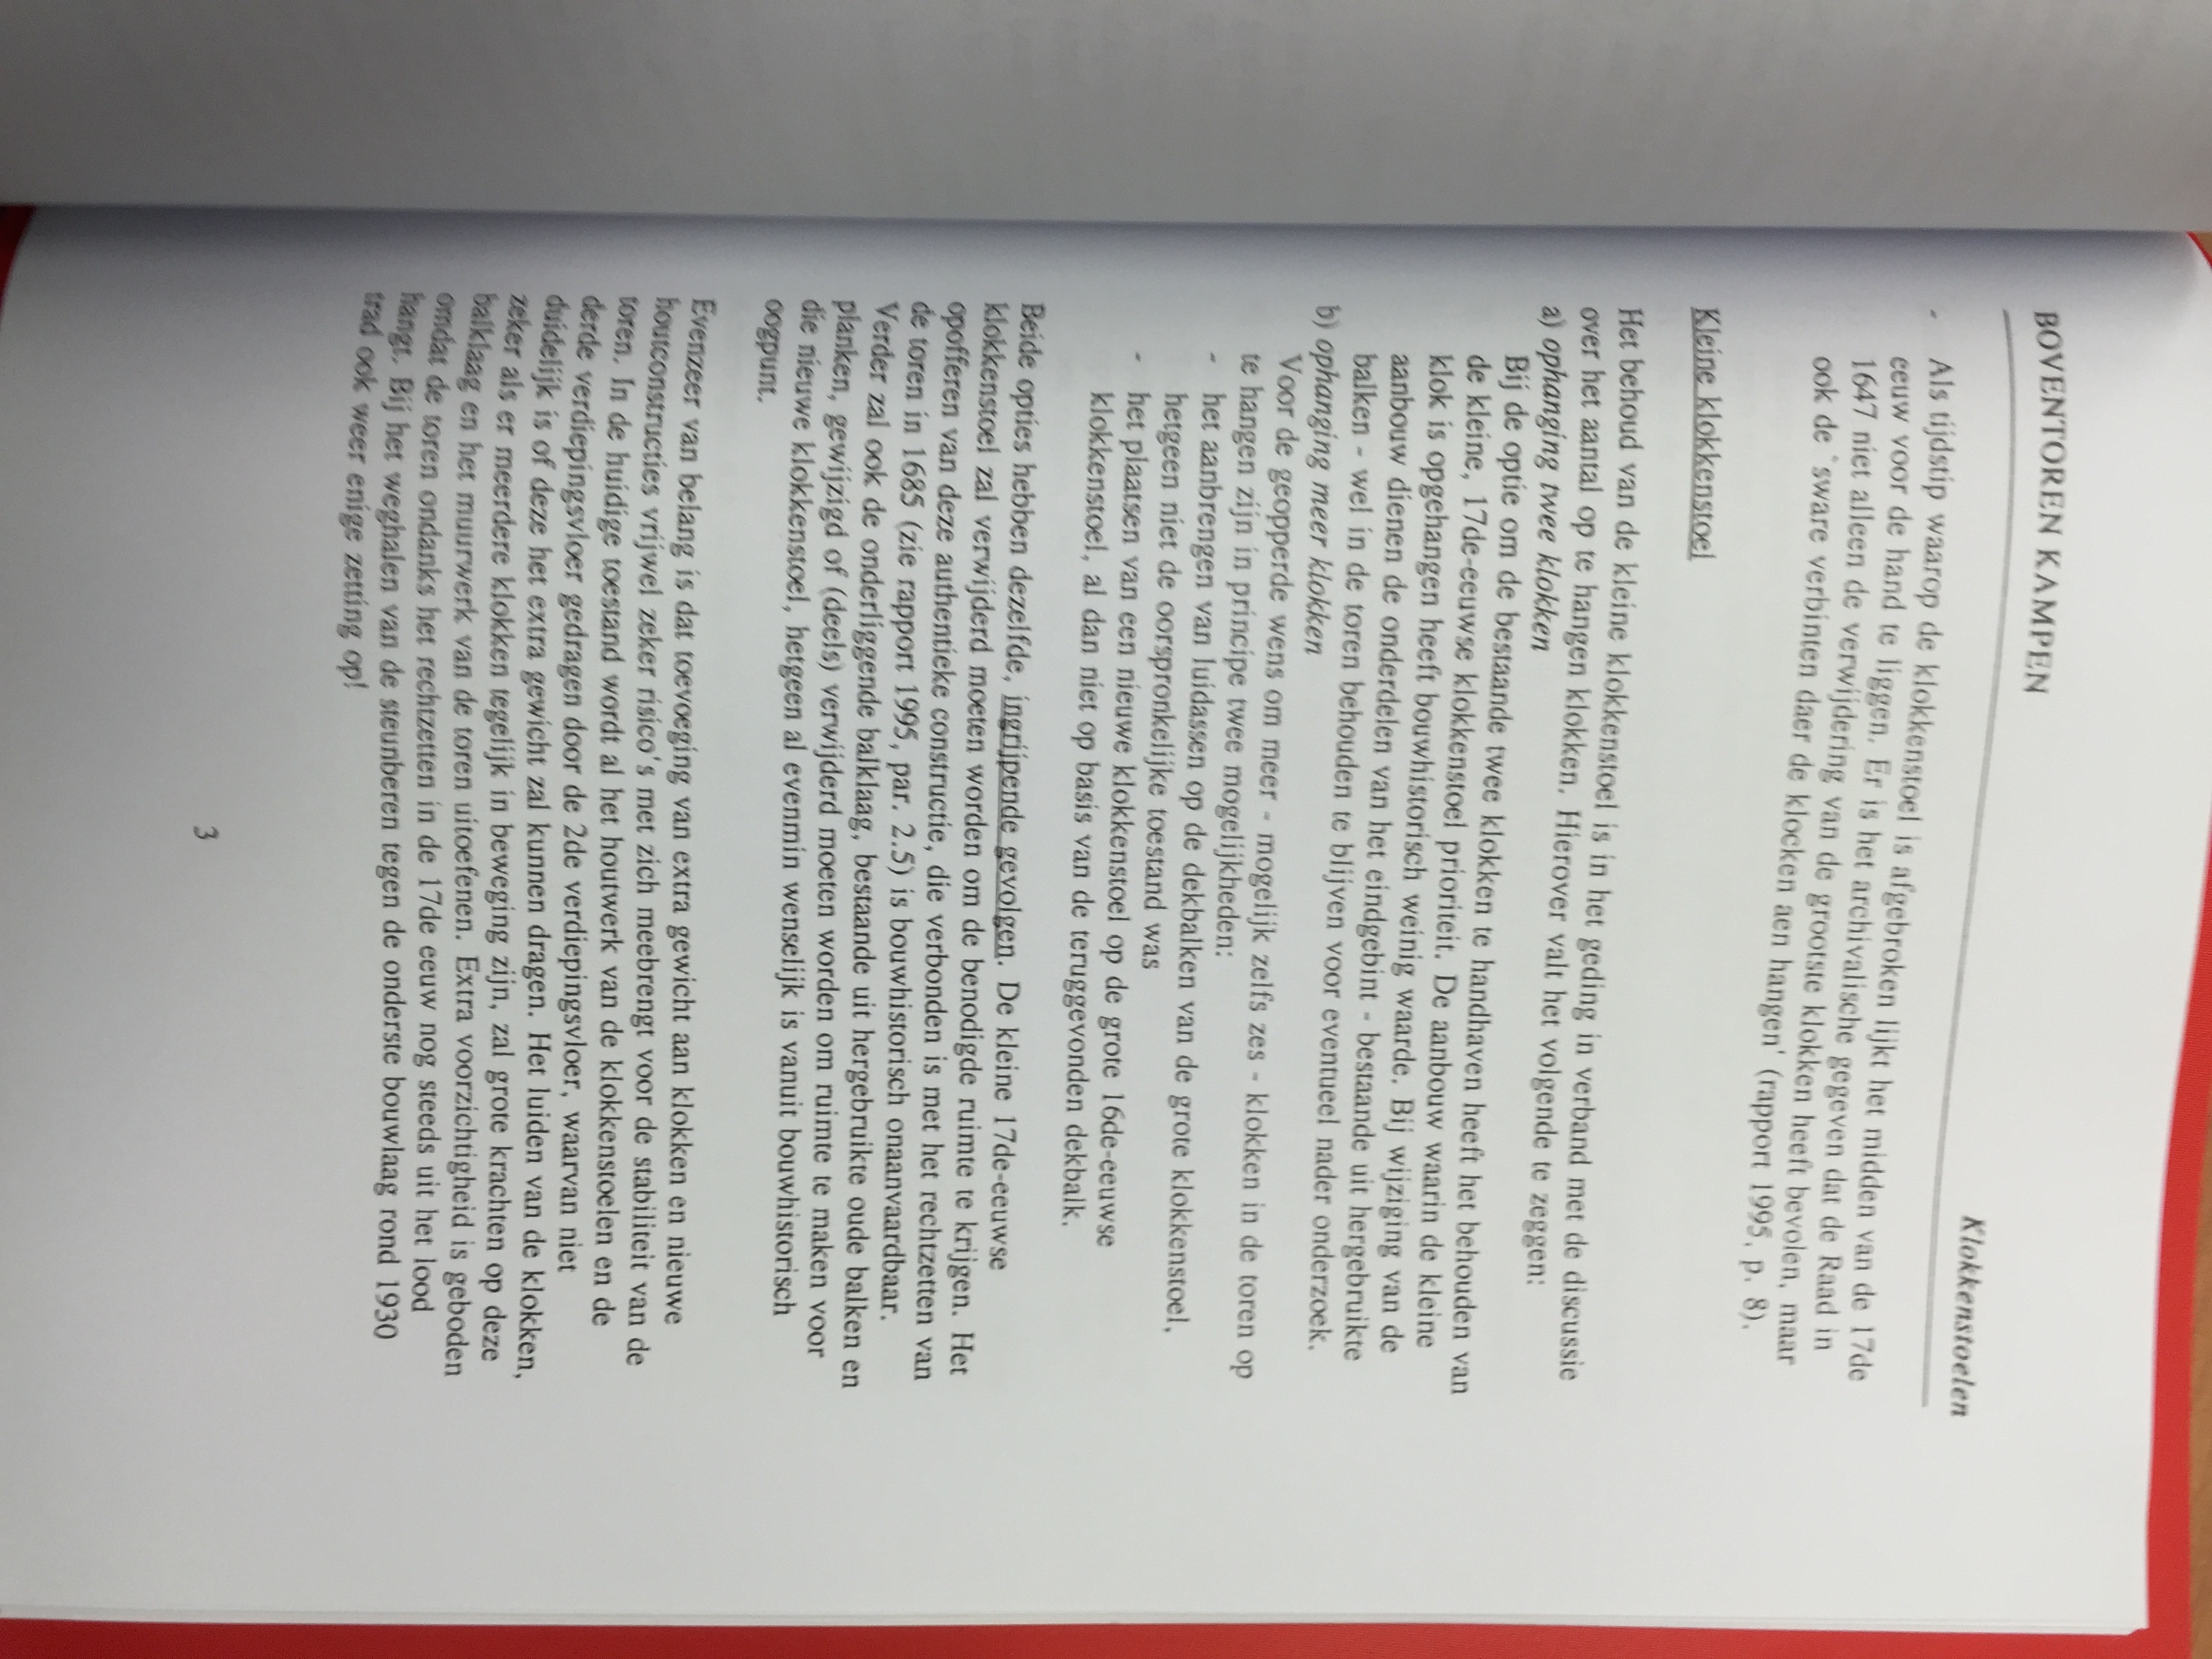 BOVENTOREN KAMPEN
Klokkenstoelen
- Als tijdstip waarop de klokkenstoel is afgebroken lijkt het midden van de 17de
eeuw voor de hand te liggen. Er is het archivalische gegeven dat de Raad in
1647 niet alleen de verwijdering van de grootste klokken heeft bevolen, maar
ook de `sware verbinten daer de klocken aen hangen' (rapport 1995, p. 8).
Kleine klokkenstoel
Het behoud van de kleine klokkenstoel is in het geding in verband met de discussie
over het aantal op te hangen klokken. Hierover valt het volgende te zeggen:
a) ophanging twee klokken
Bij de optie om de bestaande twee klokken te handhaven heeft het behouden van
de kleine, 17de-eeuwse klokkenstoel prioriteit. De aanbouw waarin de kleine
klok is opgehangen heeft bouwhistorisch weinig waarde. Bij wijziging van de
aanbouw dienen de onderdelen van het eindgebint - bestaande uit hergebruikte
balken - wel in de toren behouden te blijven voor eventueel nader onderzoek.
b) ophanging meer klokken
Voor de geopperde wens om meer - mogelijk zelfs zes - klokken in de toren op
te hangen zijn in principe twee mogelijkheden:
- het aanbrengen van luidassen op de dekbalken van de grote klokkenstoel,
hetgeen niet de oorspronkelijke toestand was
- het plaatsen van een nieuwe klokkenstoel op de grote 16de-eeuwse
klokkenstoel, al dan niet op basis van de teruggevonden dekbalk.
Beide opties hebben dezelfde, ingrijpende gevolgen. De kleine 17de-eeuwse
klokkenstoel zal verwijderd moeten worden om de benodigde ruimte te krijgen. Het
opofferen van deze authentieke constructie, die verbonden is met het rechtzetten van
de toren in 1685 (zie rapport 1995, par. 2.5) is bouwhistorisch onaanvaardbaar.
Verder zal ook de onderliggende balklaag, bestaande uit hergebruikte oude balken en
planken, gewijzigd of (deels) verwijderd moeten worden om ruimte te maken voor
die nieuwe klokkenstoel, hetgeen al evenmin wenselijk is vanuit bouwhistorisch
oogpunt.
Evenzeer van belang is dat toevoeging van extra gewicht aan klokken en nieuwe
houtconstructies vrijwel zeker risico's met zich meebrengt voor de stabiliteit van de
toren. In de huidige toestand wordt al het houtwerk van de klokkenstoelen en de
derde verdiepingsvloer gedragen door de 2de verdiepingsvloer, waarvan niet
duidelijk is of deze het extra gewicht zal kunnen dragen. Het luiden van de klokken,
zeker als er meerdere klokken tegelijk in beweging zijn, zal grote krachten op deze
balklaag en het muurwerk van de toren uitoefenen. Extra voorzichtigheid is geboden
omdat de toren ondanks het rechtzetten in de 17de eeuw nog steeds uit het lood
hangt. Bij het weghalen van de steunberen tegen de onderste bouwlaag rond 1930
trad ook weer enige zetting op!
3